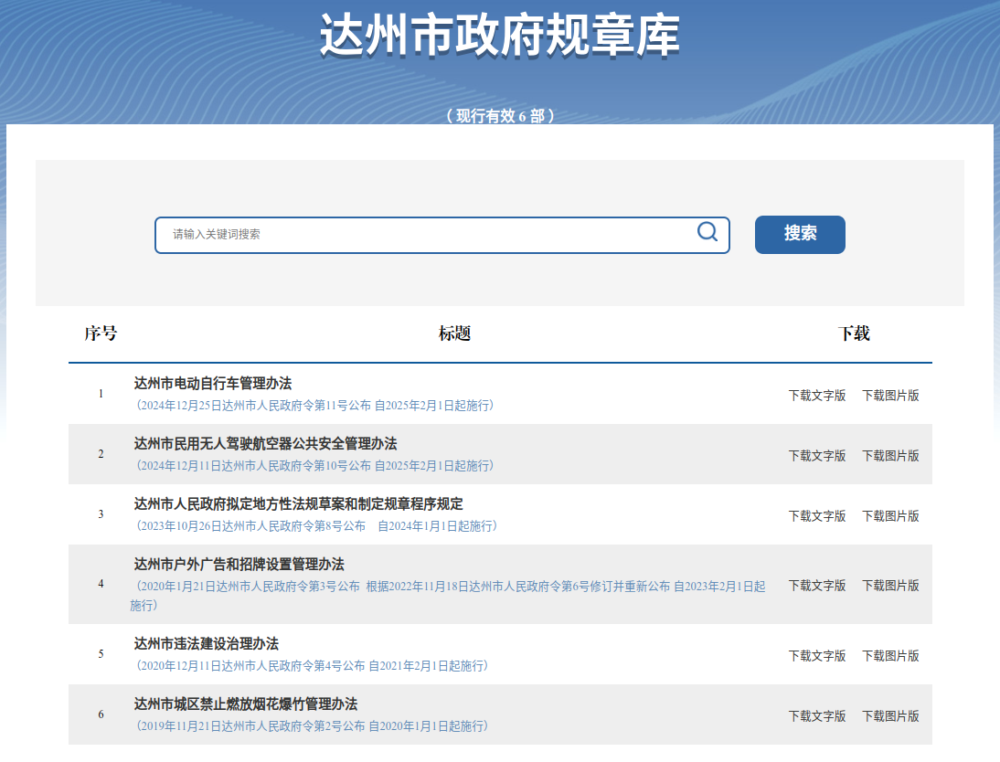 达州市政府规章库
（ 现行有效 6 部 ）
请输入关键词搜索
搜索
序号 标题 下载
1 达州市电动自行车管理办法
（2024年12月25日达州市人民政府令第11号公布 自2025年2月1日起施行） 下载文字版 下载图片版
2 达州市民用无人驾驶航空器公共安全管理办法
（2024年12月11日达州市人民政府令第10号公布 自2025年2月1日起施行） 下载文字版 下载图片版
3 达州市人民政府拟定地方性法规草案和制定规章程序规定
（2023年10月26日达州市人民政府令第8号公布　自2024年1月1日起施行） 下载文字版 下载图片版
4 达州市户外广告和招牌设置管理办法
（2020年1月21日达州市人民政府令第3号公布 根据2022年11月18日达州市人民政府令第6号修订并重新公布 自2023年2月1日起 下载文字版 下载图片版
施行）
5 达州市违法建设治理办法
（2020年12月11日达州市人民政府令第4号公布 自2021年2月1日起施行） 下载文字版 下载图片版
6 达州市城区禁止燃放烟花爆竹管理办法
（2019年11月21日达州市人民政府令第2号公布 自2020年1月1日起施行） 下载文字版 下载图片版